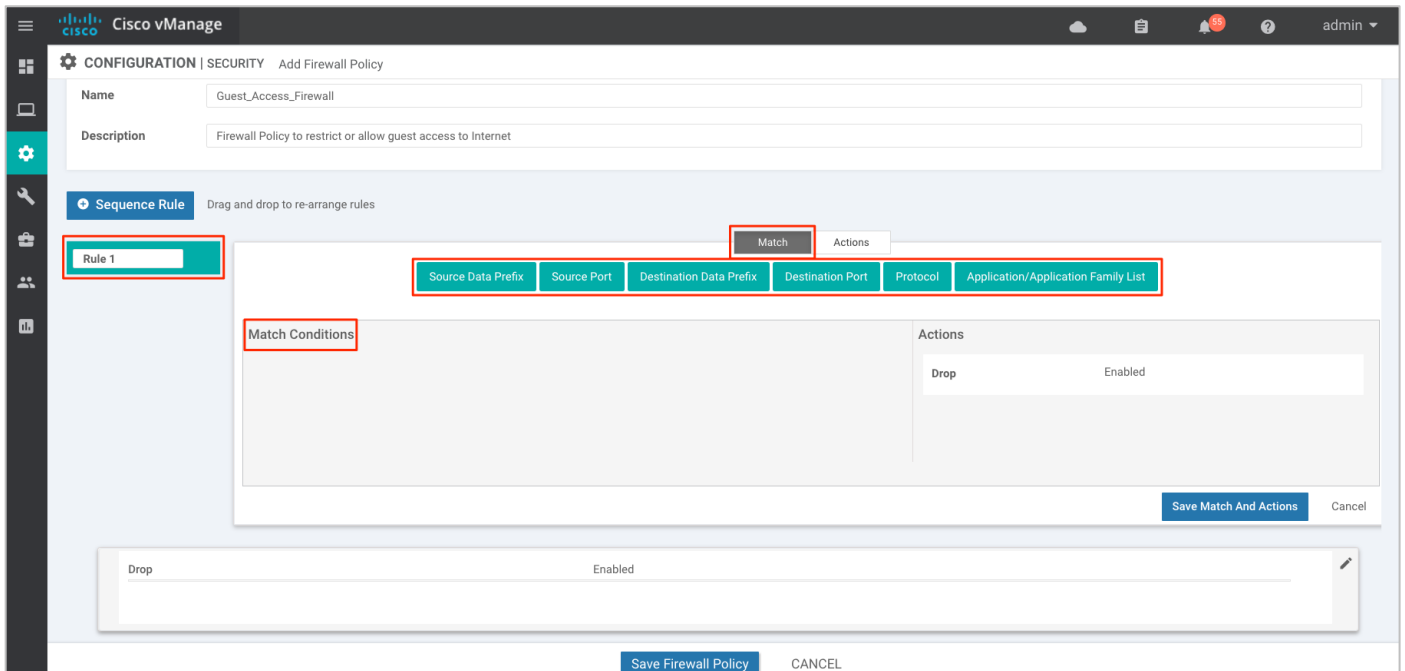 cisco Cisco vManage 55 admin
CONFIGURATION | SECURITY Add Firewall Policy
Name Guest_Access_Firewall
Description Firewall Policy to restrict or allow guest access to Internet
Sequence Rule Drag and drop to re-arrange rules
Rule 1 Match Actions
Source Data Prefix Source Port Destination Data Prefix Destination Port Protocol Application/Application Family List
Match Conditions Actions
Drop Enabled
Save Match And Actions Cancel
Drop Enabled
Save Firewall Policy CANCEL